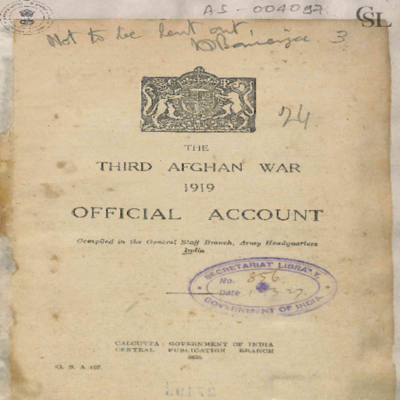 AS-004097
CSL
Not to be lent out
3
24
THE
THIRD AFGHAN WAR
1919
OFFICIAL ACCOUNT
Compiled in the General Staff Branch, Army Headquarters
India
SECRETARIAT LIBRARY
No. 856.
Date
GOVERNMENT OF INDIA.
CALCUTTA: GOVERNMENT OF INDIA
CENTRAL PUBLICATION BRANCH